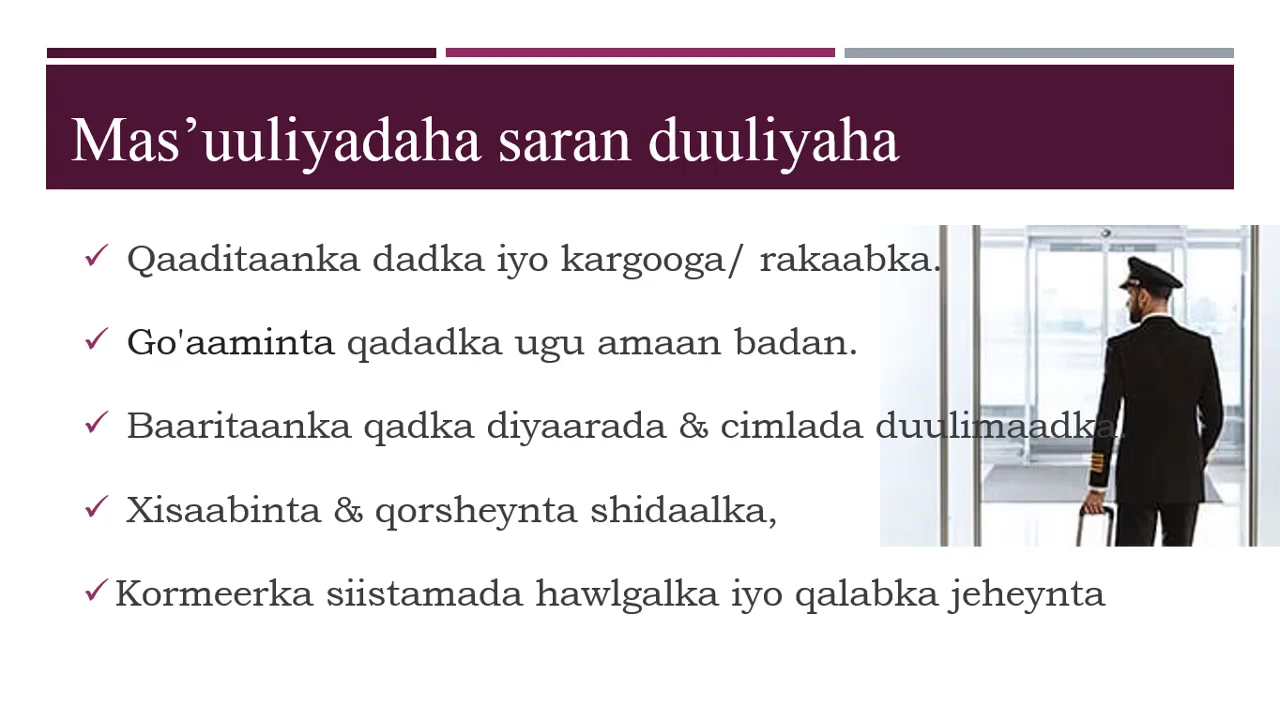 Mas’uuliyadaha saran duuliyaha
Qaaditaanka dadka iyo kargooga/ rakaabka.
Go'aaminta qadadka ugu amaan badan.
Baaritaanka qadka diyaarada & cimlada duulimaadka.
Xisaabinta & qorsheynta shidaalka,
Kormeerka siistamada hawlgalka iyo qalabka jeheynta